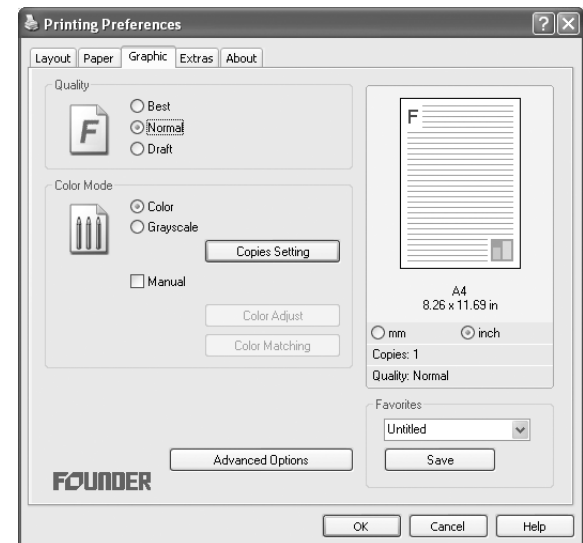 Printing Preferences
Layout Paper Graphic Extras About
Quality
F
Best
Normal
Draft
Color Mode
Color
Grayscale
Copies Setting
Manual
Color Adjust
Color Matching
Advanced Options
FOUNDER
F
A4
8.26 x 11.69 in
mm inch
Copies: 1
Quality: Normal
Favorites
Untitled
Save
OK Cancel Help